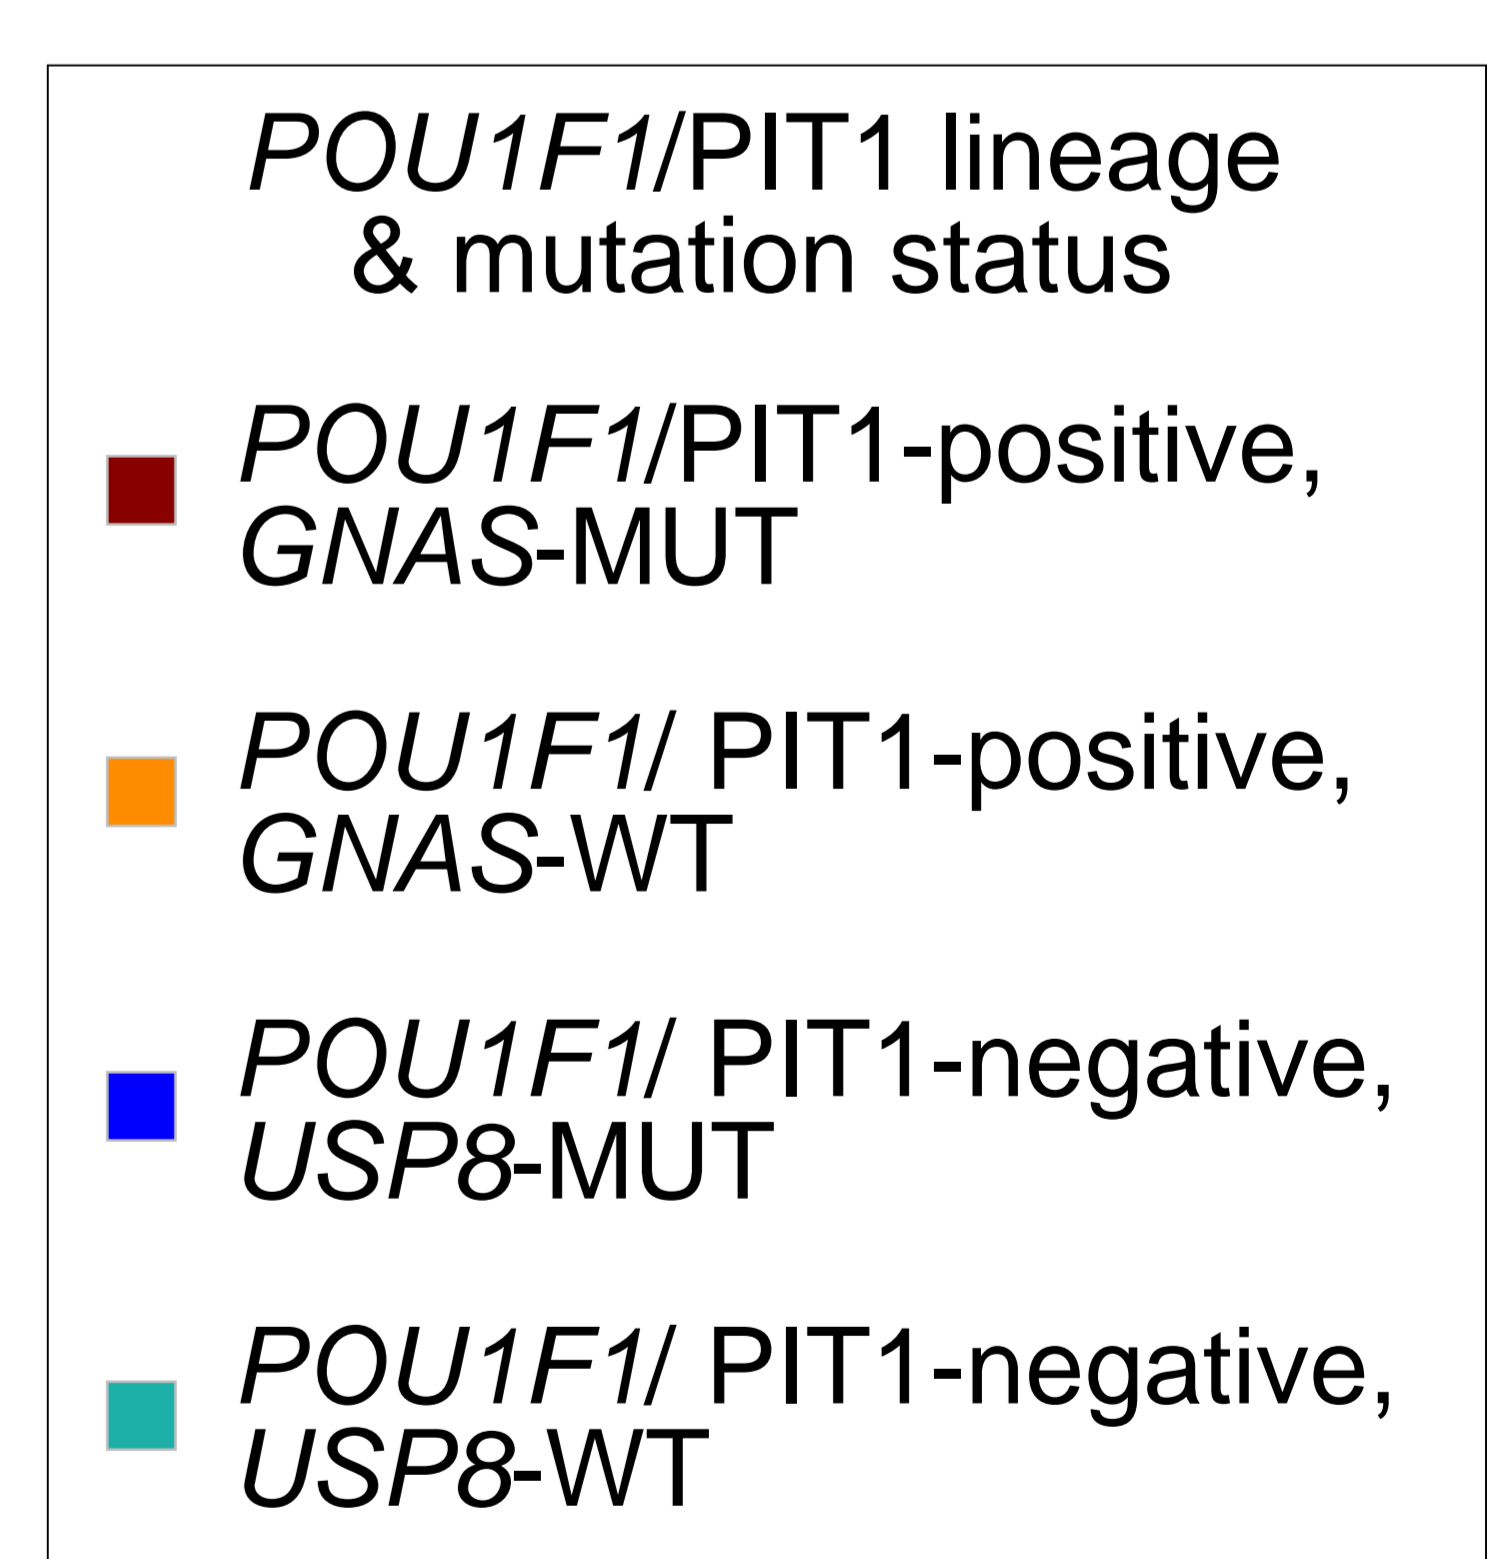 POU1F1/PIT1 lineage
& mutation status
POU1F1/PIT1-positive,
GNAS-MUT
POU1F1/ PIT1-positive,
GNAS-WT
POU1F1/ PIT1-negative,
USP8-MUT
POU1F1/ PIT1-negative,
USP8-WT